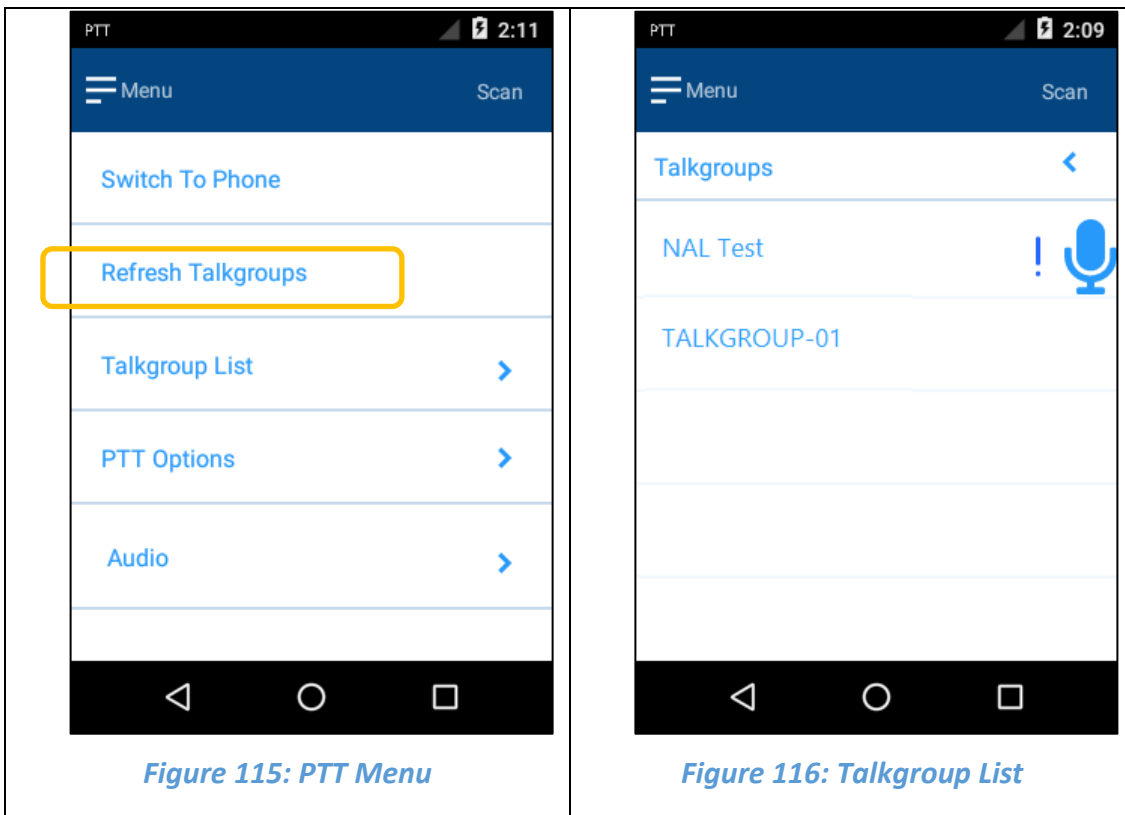 PTT 2:11
Menu Scan
Switch To Phone
Refresh Talkgroups
Talkgroup List
PTT Options
Audio
Figure 115: PTT Menu
PTT 2:09
Menu Scan
Talkgroups
NAL Test !
TALKGROUP-01
Figure 116: Talkgroup List